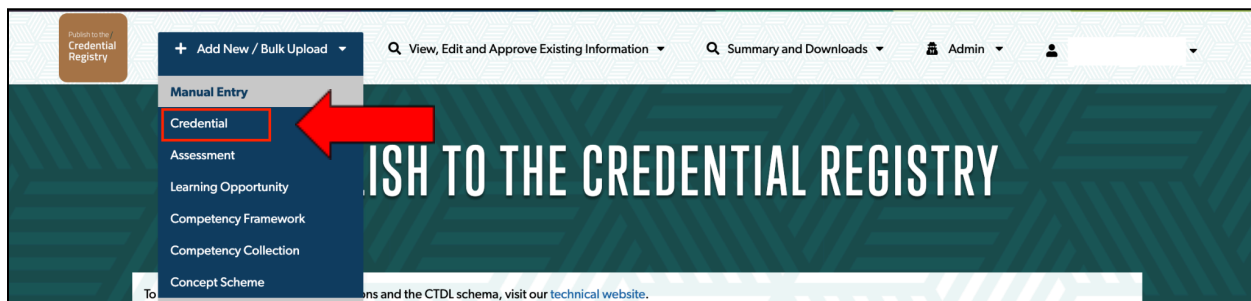 Publish to the
Credential
Registry
+ Add New / Bulk Upload
View, Edit and Approve Existing Information
Summary and Downloads
Admin
Manual Entry
Credential
Assessment
Learning Opportunity
Competency Framework
Competency Collection
Concept Scheme
ISH TO THE CREDENTIAL REGISTRY
To
ns and the CTDL schema, visit our technical website.